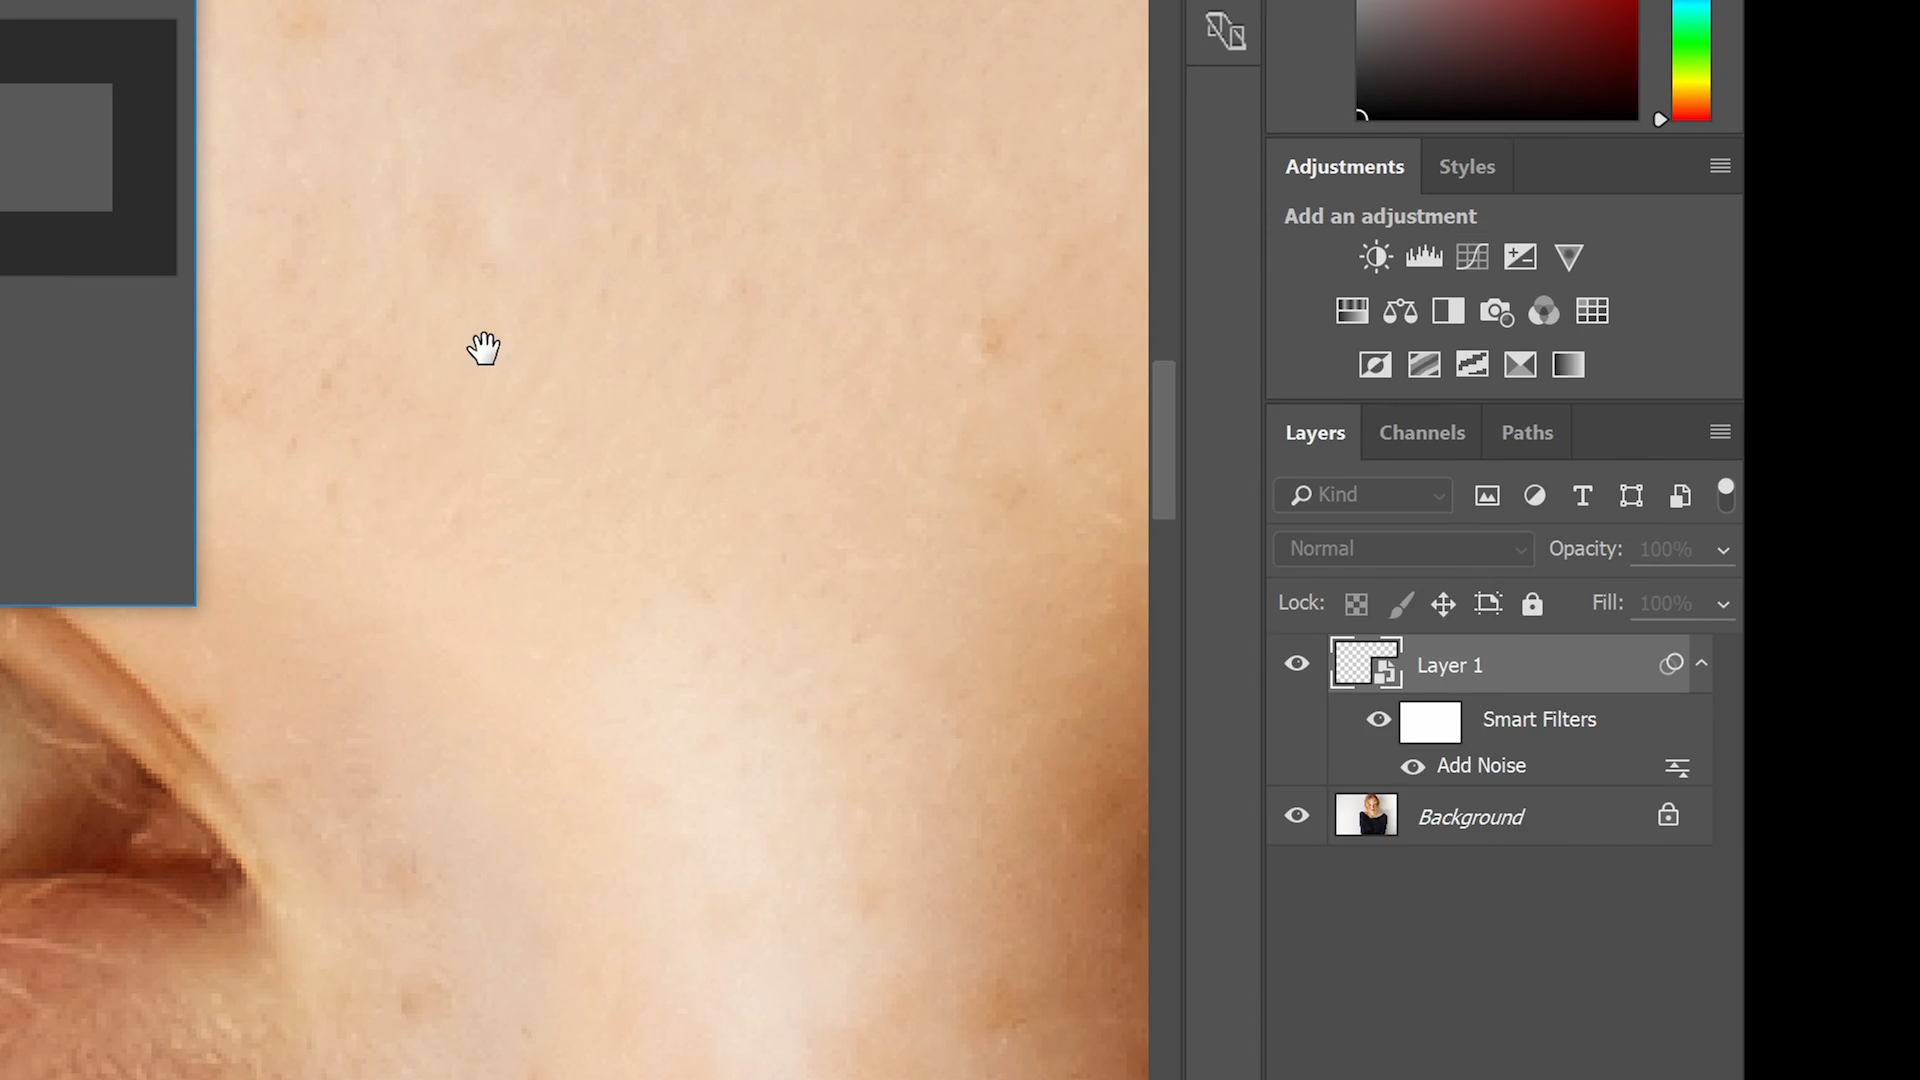 Adjustments Styles
Add an adjustment
Layers Channels Paths
Kind
Normal Opacity: 100%
Lock: Fill: 100%
Layer 1
Smart Filters
Add Noise
Background